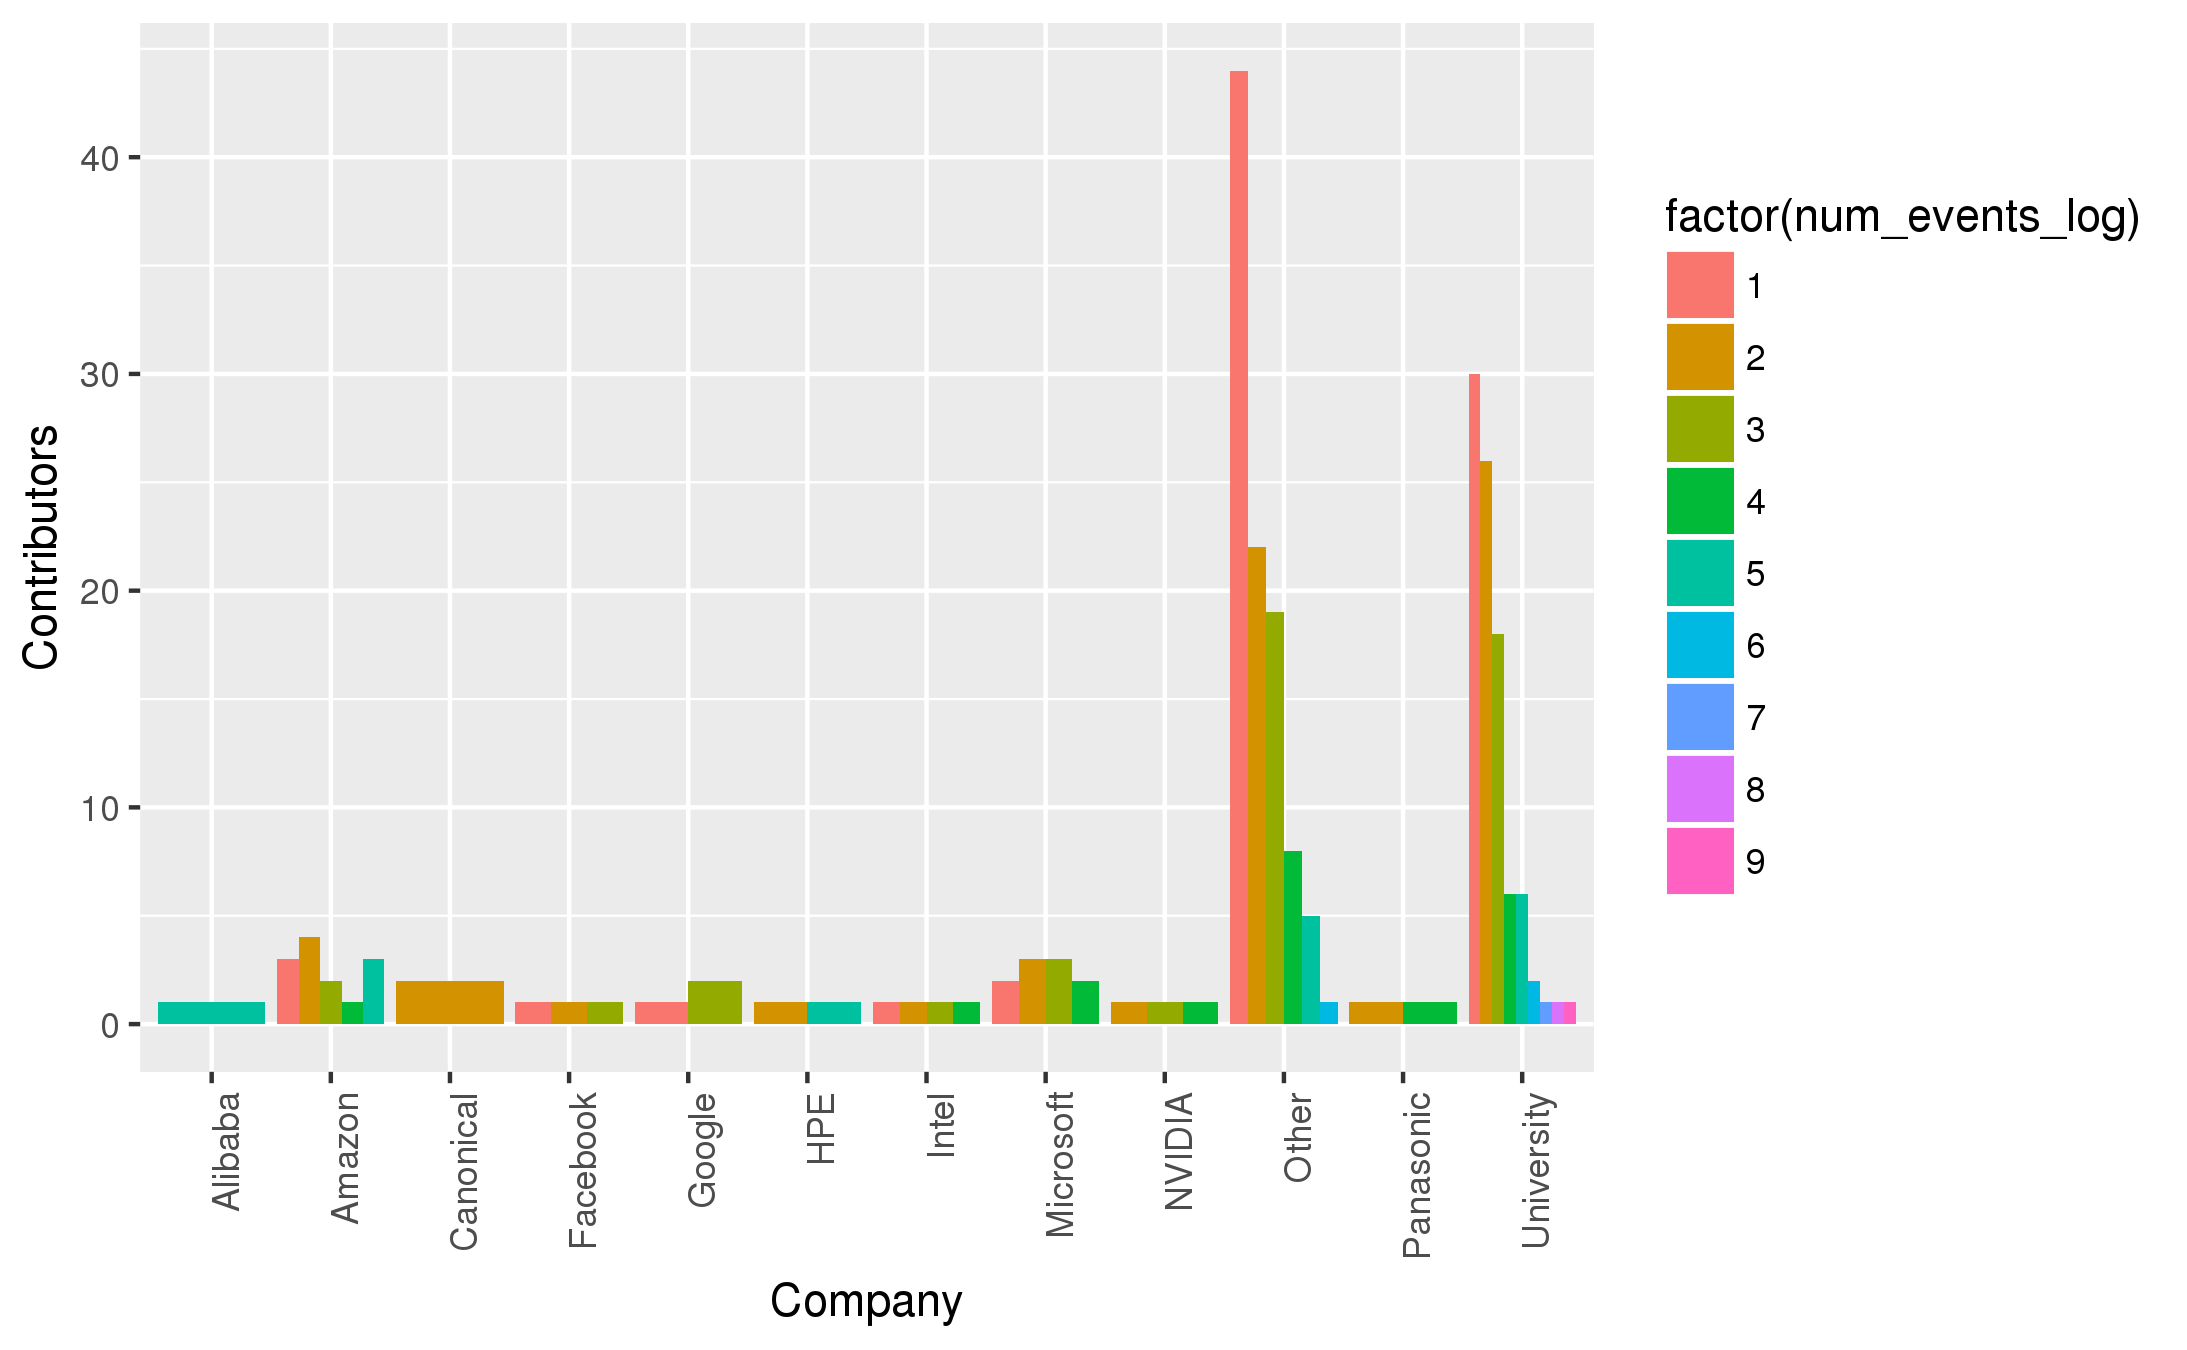 Contributors
40
30
20
10
0
Alibaba
Amazon
Canonical
Facebook
Google
HPE
Intel
Microsoft
NVIDIA
Other
Panasonic
University
Company
factor(num_events_log)
1
2
3
4
5
6
7
8
9